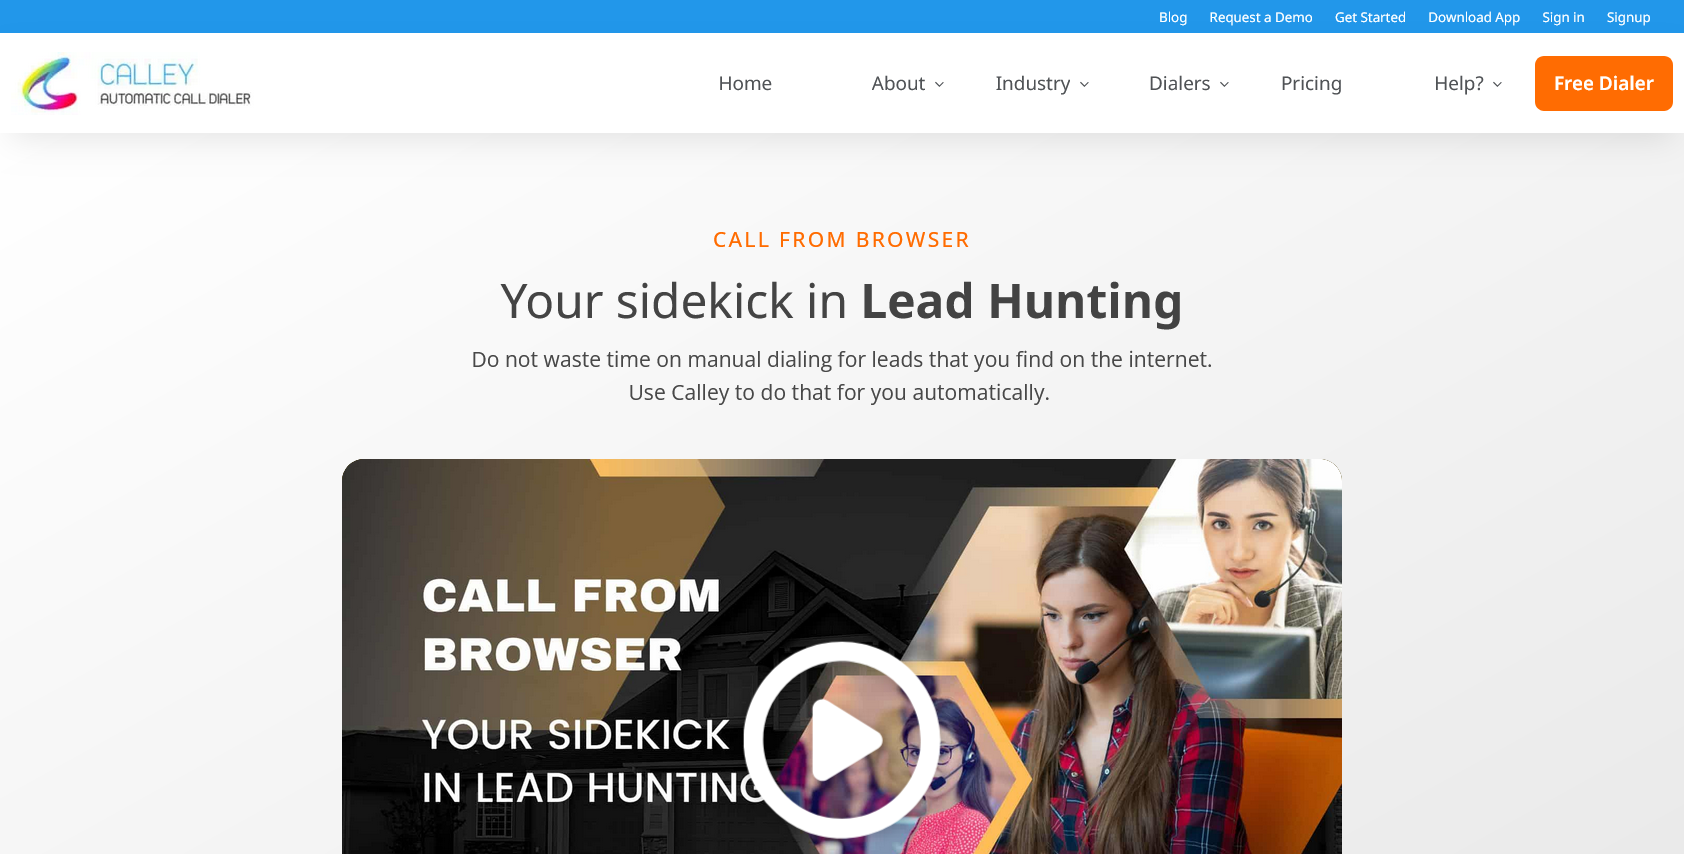 Blog Request a Demo Get Started Download App Sign in Signup
CALLEY
AUTOMATIC CALL DIALER
Home About Industry Dialers Pricing Help? Free Dialer
CALL FROM BROWSER
Your sidekick in Lead Hunting
Do not waste time on manual dialing for leads that you find on the internet.
Use Calley to do that for you automatically.
CALL FROM
BROWSER
YOUR SIDEKICK
IN LEAD HUNTING